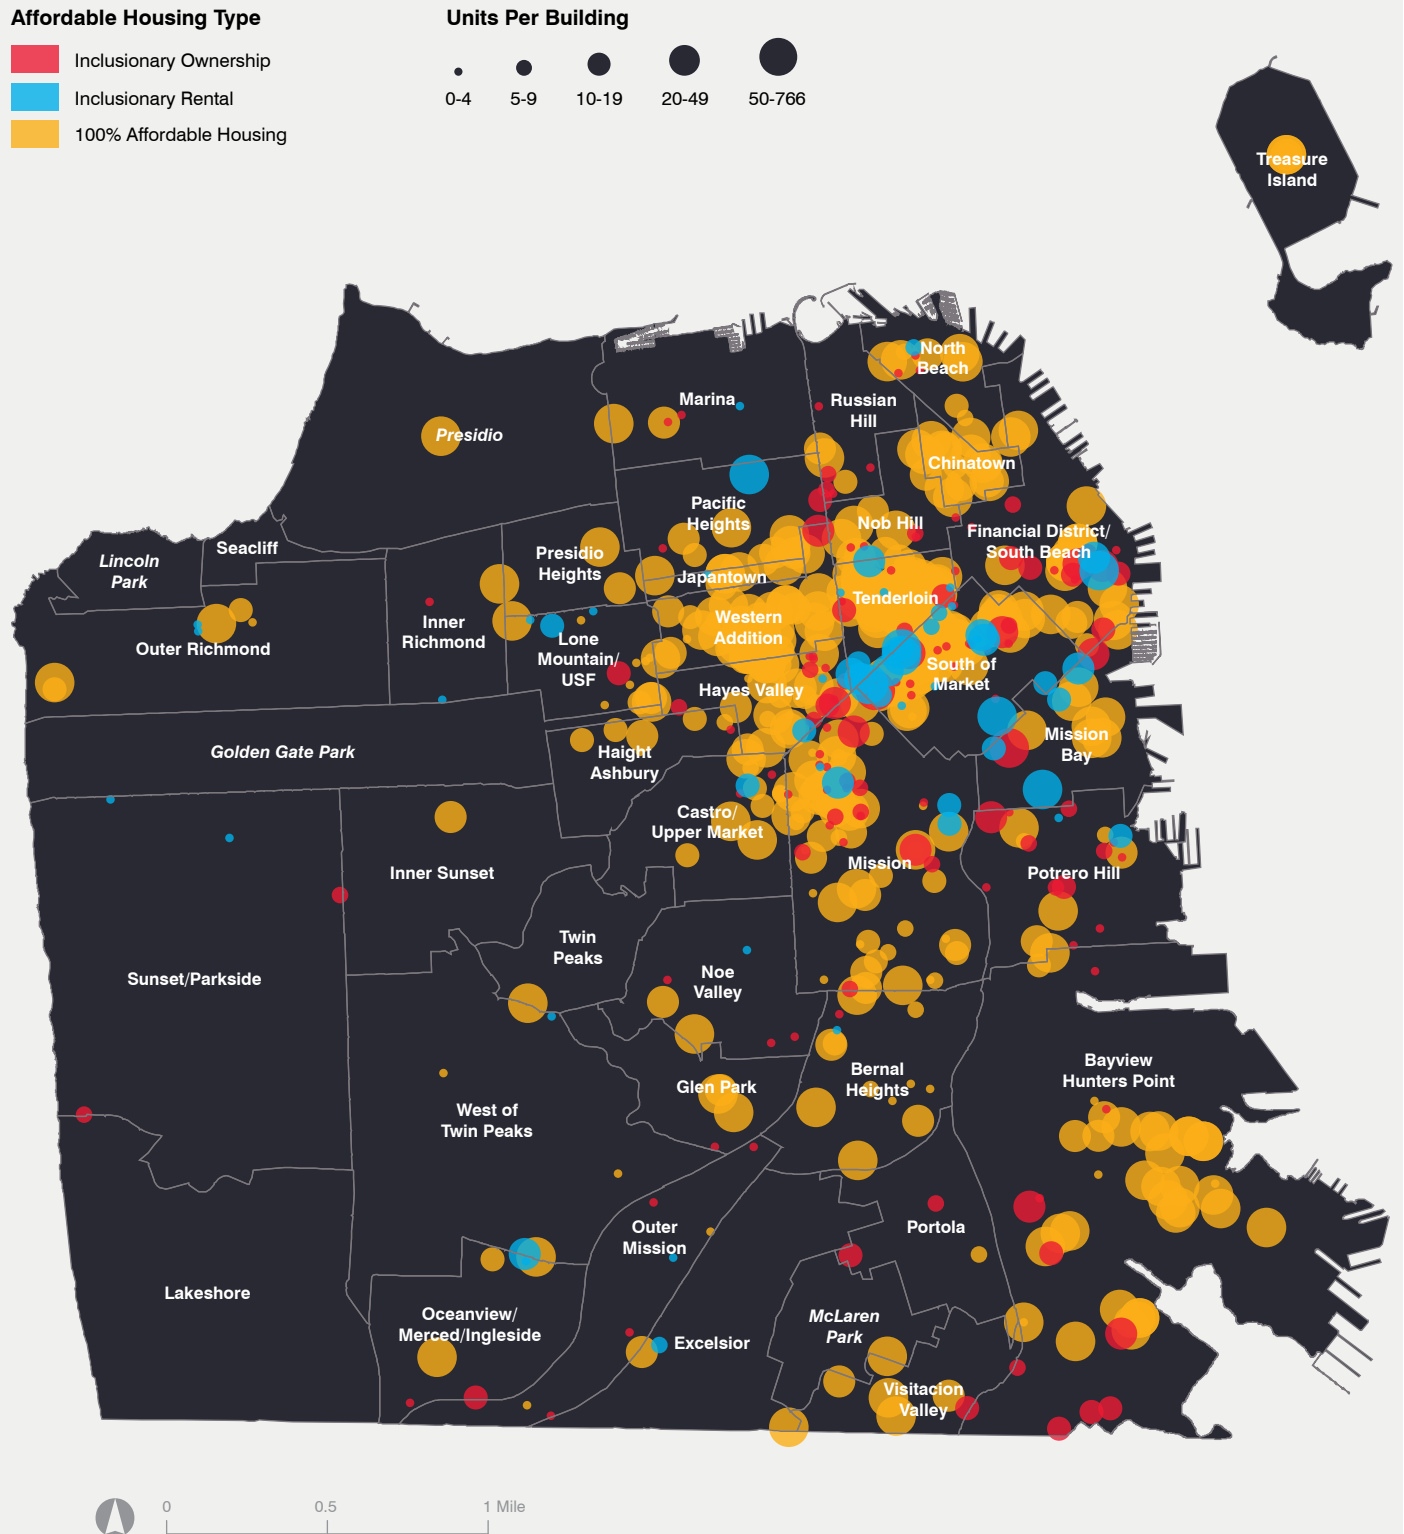 Affordable Housing Type
Inclusionary Ownership
Inclusionary Rental
100% Affordable Housing
Units Per Building
0-4
5-9
10-19
20-49
50-766
Treasure
Island
North
Beach
Marina
Russian
Hill
Presidio
Chinatown
Pacific
Heights
Nob Hill
Financial District/
South Beach
Seacliff
Lincoln
Park
Presidio
Heights
Japantown
Tenderloin
Inner
Richmond
Western
Addition
Outer Richmond
Lone
Mountain/
USF
South of
Market
Hayes Valley
Golden Gate Park
Haight
Ashbury
Mission
Bay
Castro/
Upper Market
Inner Sunset
Mission
Potrero Hill
Twin
Peaks
Noe
Valley
Sunset/Parkside
Bayview
Hunters Point
Bernal
Heights
Glen Park
West of
Twin Peaks
Outer
Mission
Portola
Lakeshore
Oceanview/
Merced/Ingleside
McLaren
Park
Excelsior
Visitacion
Valley
0
0.5
1 Mile